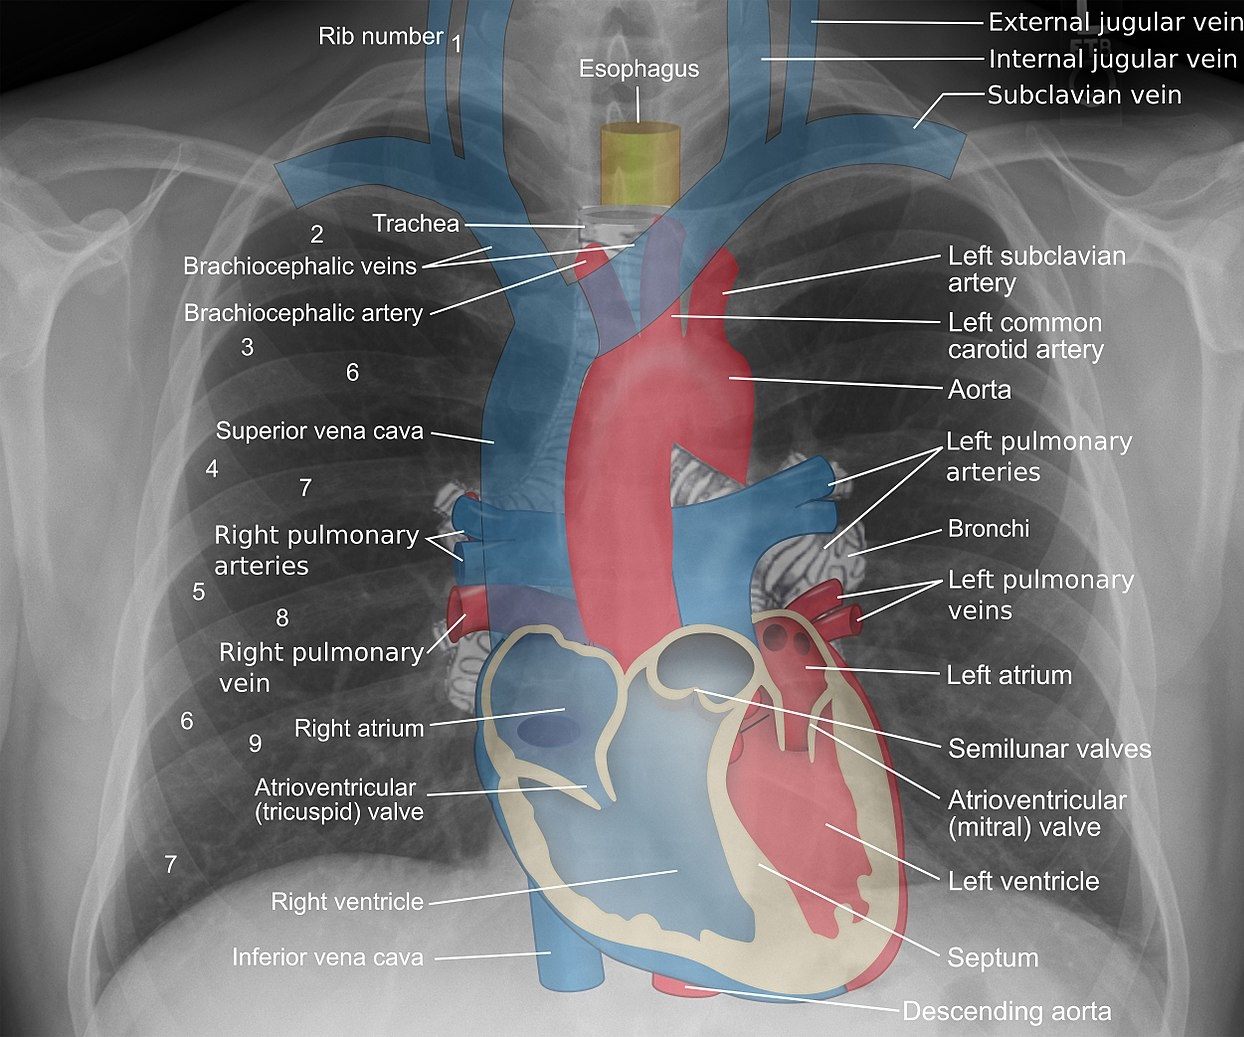 Rib number 1
Esophagus
External jugular vein
Internal jugular vein
Subclavian vein
2
Trachea
Brachiocephalic veins
Brachiocephalic artery
3
6
Superior vena cava
4
7
Right pulmonary
arteries
5
8
Right pulmonary
vein
6
Right atrium
9
Atrioventricular
(tricuspid) valve
7
Right ventricle
Inferior vena cava
Left subclavian
artery
Left common
carotid artery
Aorta
Left pulmonary
arteries
Bronchi
Left pulmonary
veins
Left atrium
Semilunar valves
Atrioventricular
(mitral) valve
Left ventricle
Septum
Descending aorta